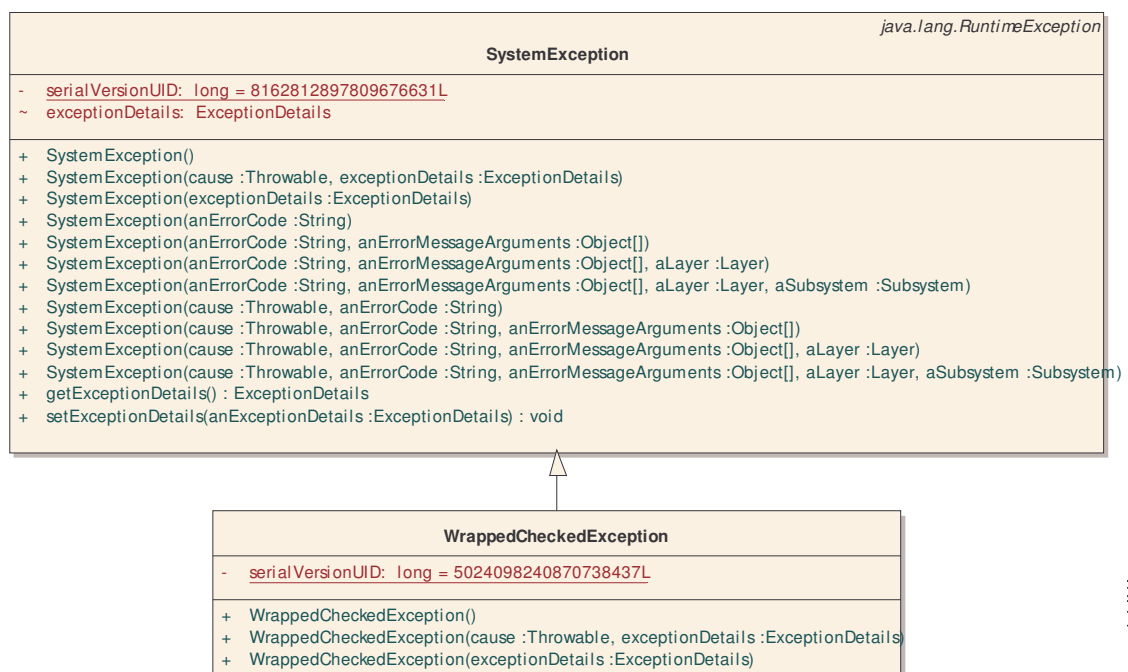 java.lang.RuntimeException
SystemException
- serialVersionUID: long = 8162812897809676631L
~ exceptionDetails: ExceptionDetails
+ SystemException()
+ SystemException(cause :Throwable, exceptionDetails :ExceptionDetails)
+ SystemException(exceptionDetails :ExceptionDetails)
+ SystemException(anErrorCode :String)
+ SystemException(anErrorCode :String, anErrorMessageArguments :Object[])
+ SystemException(anErrorCode :String, anErrorMessageArguments :Object[], aLayer :Layer)
+ SystemException(anErrorCode :String, anErrorMessageArguments :Object[], aLayer :Layer, aSubsystem :Subsystem)
+ SystemException(cause :Throwable, anErrorCode :String)
+ SystemException(cause :Throwable, anErrorCode :String, anErrorMessageArguments :Object[])
+ SystemException(cause :Throwable, anErrorCode :String, anErrorMessageArguments :Object[], aLayer :Layer)
+ SystemException(cause :Throwable, anErrorCode :String, anErrorMessageArguments :Object[], aLayer :Layer, aSubsystem :Subsystem)
+ getExceptionDetails() : ExceptionDetails
+ setExceptionDetails(anExceptionDetails :ExceptionDetails) : void
WrappedCheckedException
- serialVersionUID: long = 5024098240870738437L
+ WrappedCheckedException()
+ WrappedCheckedException(cause :Throwable, exceptionDetails :ExceptionDetails)
+ WrappedCheckedException(exceptionDetails :ExceptionDetails)